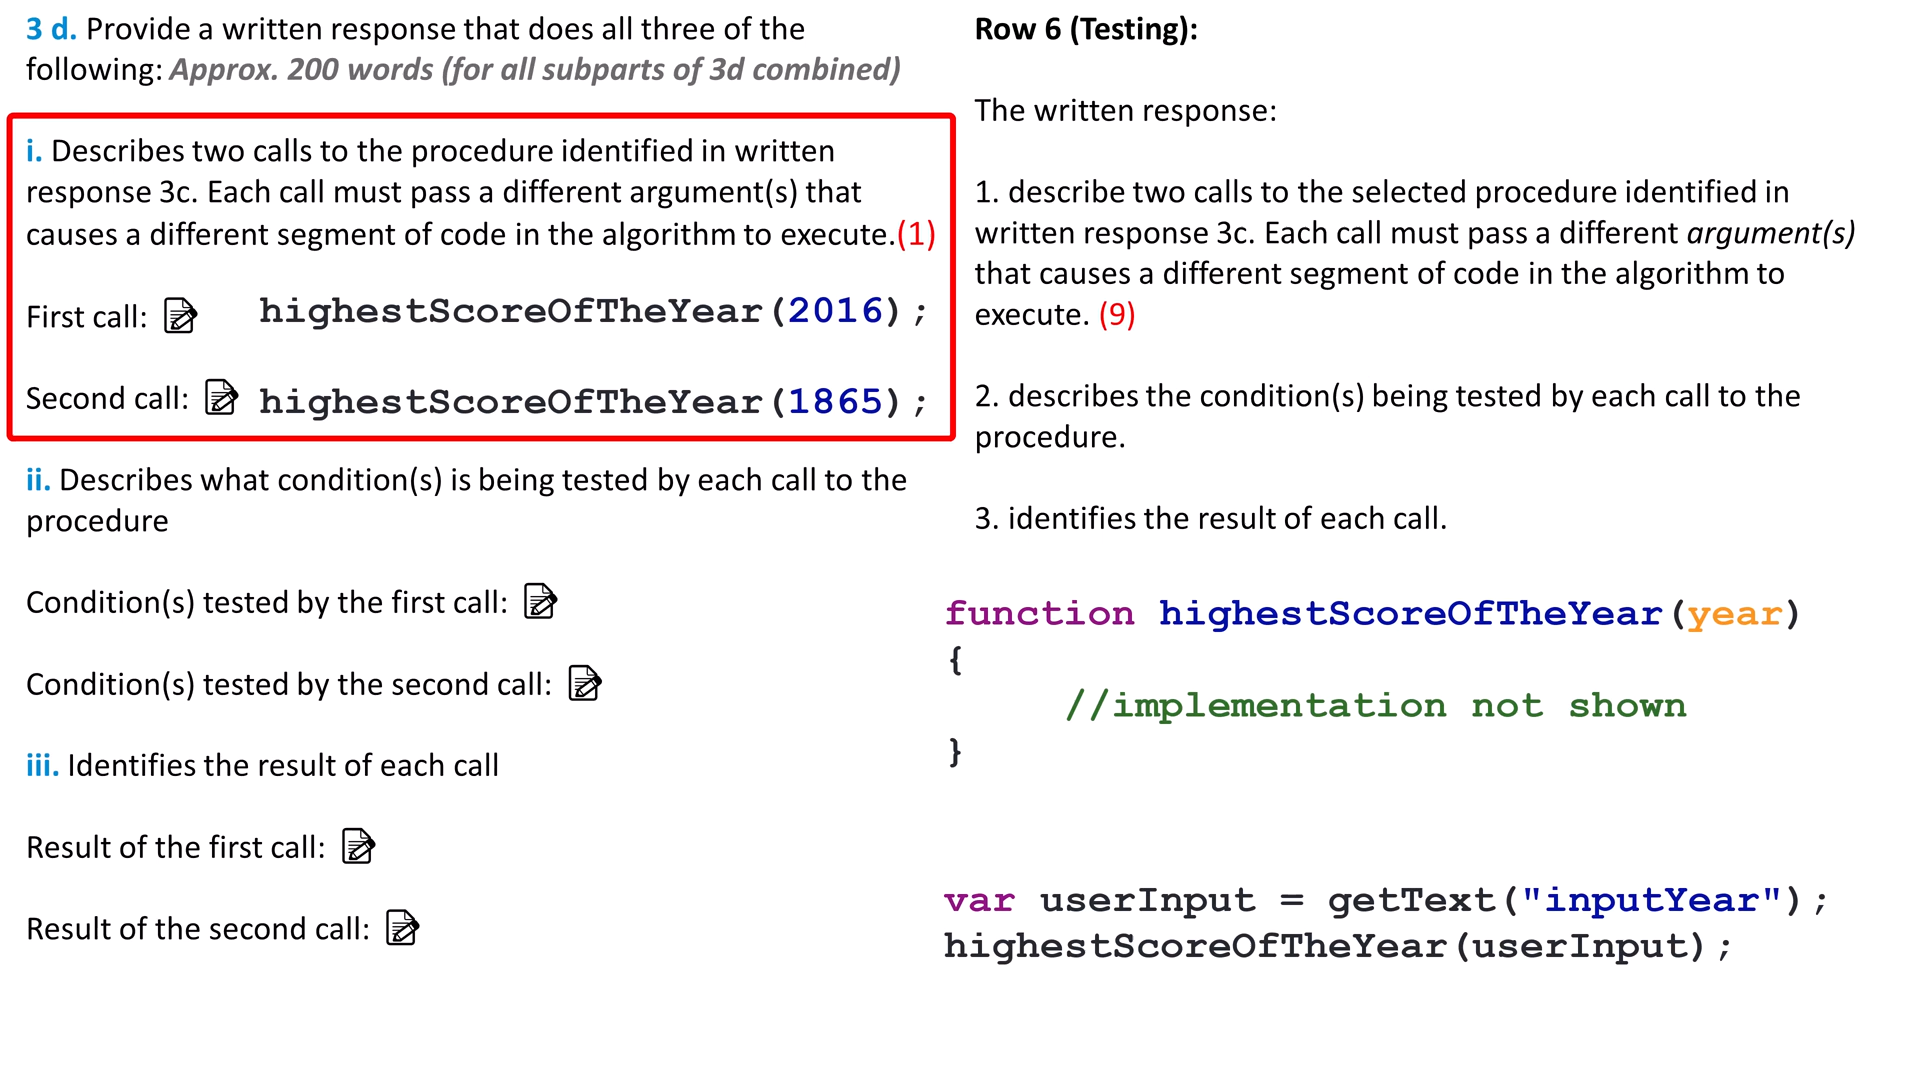 3 d. Provide a written response that does all three of the
following: Approx. 200 words (for all subparts of 3d combined)
i. Describes two calls to the procedure identified in written
response 3c. Each call must pass a different argument(s) that
causes a different segment of code in the algorithm to execute.(1)
First call: highestScoreOfTheYear(2016);
Second call: highestScoreOfTheYear(1865);
ii. Describes what condition(s) is being tested by each call to the
procedure
Condition(s) tested by the first call:
Condition(s) tested by the second call:
iii. Identifies the result of each call
Result of the first call:
Result of the second call:
Row 6 (Testing):
The written response:
1. describe two calls to the selected procedure identified in
written response 3c. Each call must pass a different argument(s)
that causes a different segment of code in the algorithm to
execute. (9)
2. describes the condition(s) being tested by each call to the
procedure.
3. identifies the result of each call.
function highestScoreOfTheYear(year)
{
//implementation not shown
}
var userInput = getText("inputYear");
highestScoreOfTheYear(userInput);